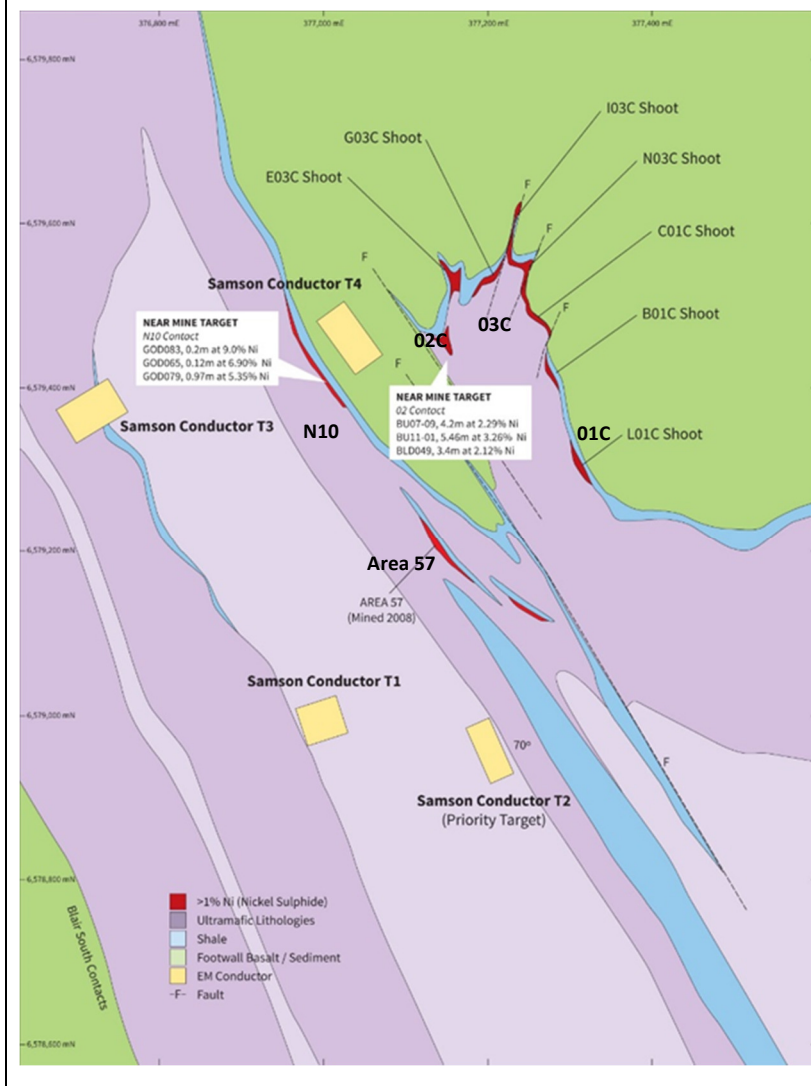 376,800 mE
377,000 mE
377,200 mE
377,400 mE
6,579,800 mN
I03C Shoot
G03C Shoot
N03C Shoot
E03C Shoot
F
6,579,600 mN
F
C01C Shoot
F
Samson Conductor T4
F
B01C Shoot
NEAR MINE TARGET
N10 Contact
GOD083, 0.2m at 9.0% Ni
GOD065, 0.12m at 6.90% Ni
GOD079, 0.97m at 5.35% Ni
02C
03C
F
6,579,400 mN
NEAR MINE TARGET
02 Contact
BU07-09, 4.2m at 2.29% Ni
BU11-01, 5.46m at 3.26% Ni
BLD049, 3.4m at 2.12% Ni
Samson Conductor T3
N10
01C
L01C Shoot
6,579,200 mN
Area 57
AREA 57
(Mined 2008)
Samson Conductor T1
6,579,000 mN
70°
F
Samson Conductor T2
(Priority Target)
6,578,800 mN
>1% Ni (Nickel Sulphide)
Ultramafic Lithologies
Shale
Footwall Basalt / Sediment
EM Conductor
-F- Fault
Blair South Contacts
6,578,600 mN